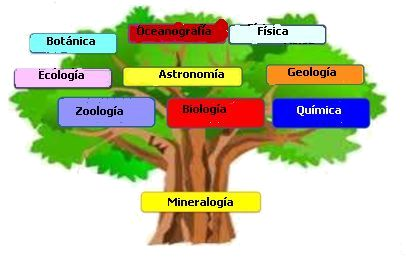 Botánica
Oceanografía
Física
Ecología
Astronomía
Geología
Zoología
Biología
Química
Mineralogía